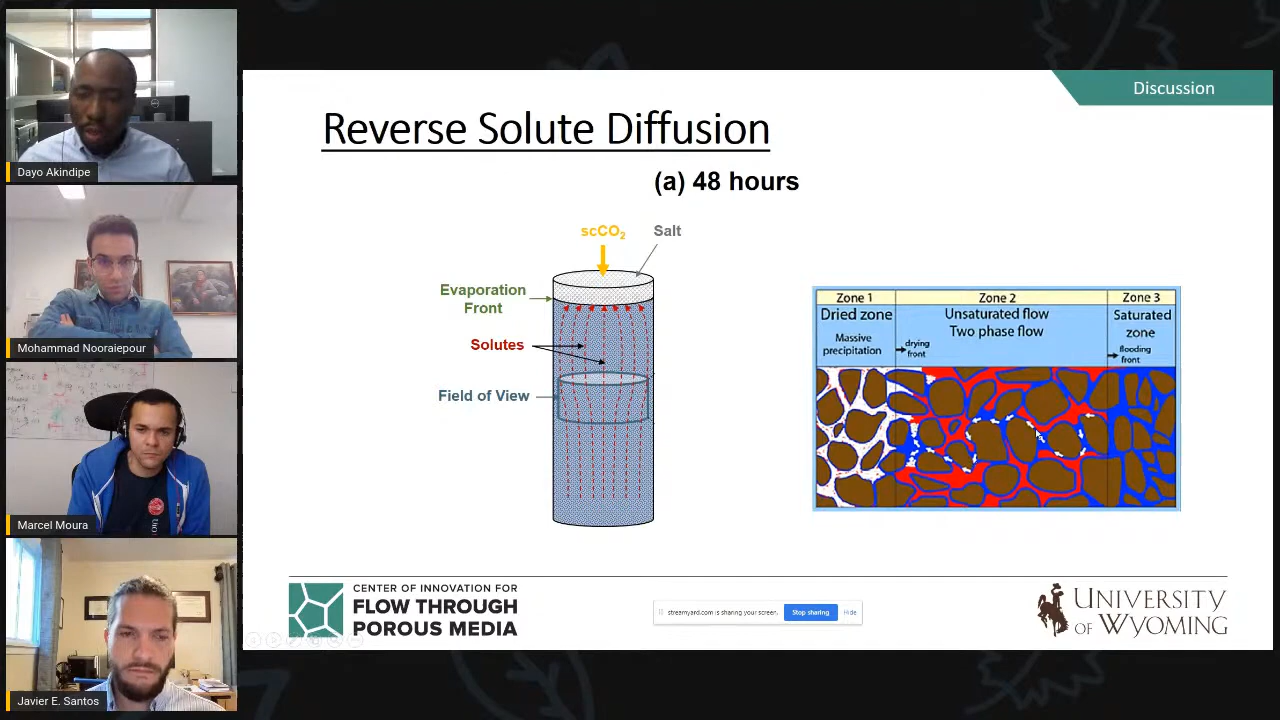 Dayo Akindipe
Mohammad Nooraiepour
Marcel Moura
Javier E. Santos
Discussion
Reverse Solute Diffusion
(a) 48 hours
scCO₂
Salt
Evaporation
Front
Solutes
Field of View
Zone 1
Zone 2
Zone 3
Dried zone
Massive
precipitation
Unsaturated flow
Two phase flow
drying
front
Saturated
zone
flooding
front
CENTER OF INNOVATION FOR
FLOW THROUGH
POROUS MEDIA
streamyard.com is sharing your screen.
Stop sharing
Hide
UNIVERSITY
OF WYOMING